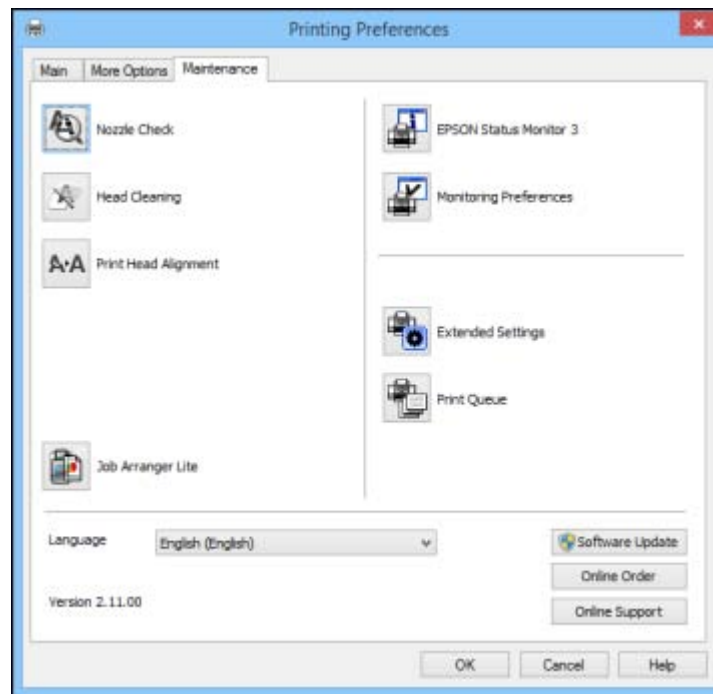 Printing Preferences
Main
More Options
Maintenance
Nozzle Check
Head Cleaning
Print Head Alignment
Job Arranger Lite
EPSON Status Monitor 3
Monitoring Preferences
Extended Settings
Print Queue
Language
English (English)
Version 2.11.00
Software Update
Online Order
Online Support
OK
Cancel
Help